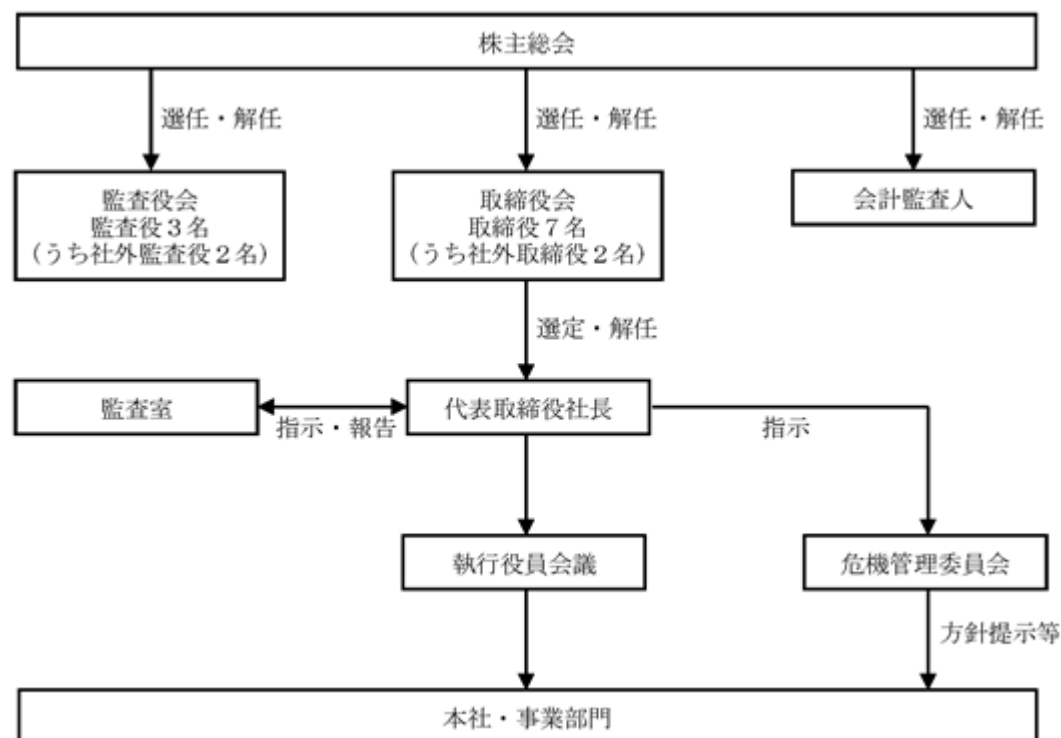 株主総会
選任・解任
選任・解任
選任・解任
監査役会
監査役3名
(うち社外監査役2名)
取締役会
取締役7名
(うち社外取締役2名)
会計監査人
選定・解任
監査室
指示・報告
代表取締役社長
指示
執行役員会議
危機管理委員会
方針提示等
本社・事業部門